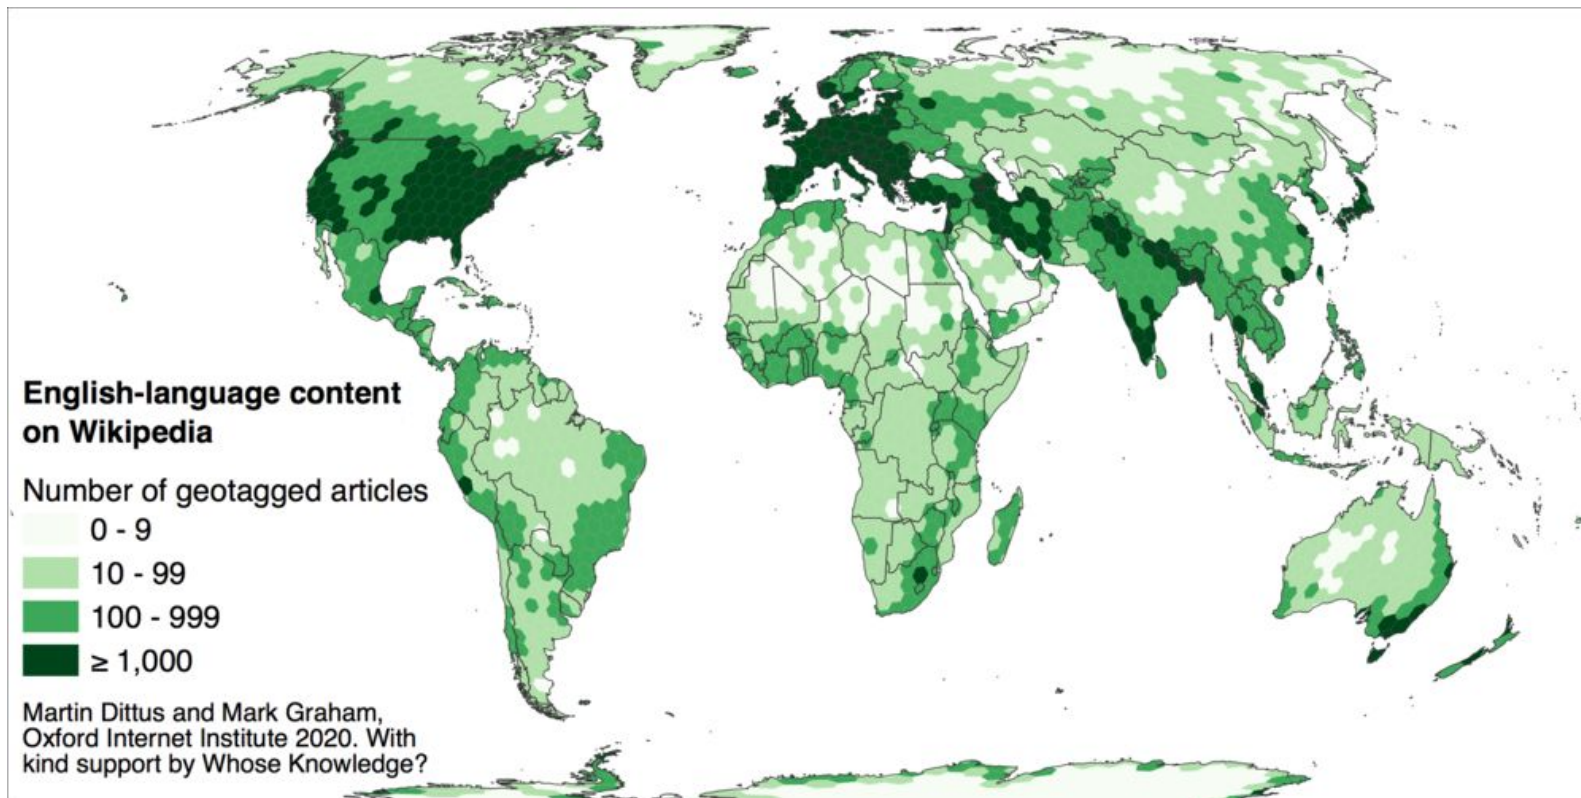 English-language content
on Wikipedia
Number of geotagged articles
0 - 9
10 - 99
100 - 999
≥ 1,000
Martin Dittus and Mark Graham,
Oxford Internet Institute 2020. With
kind support by Whose Knowledge?